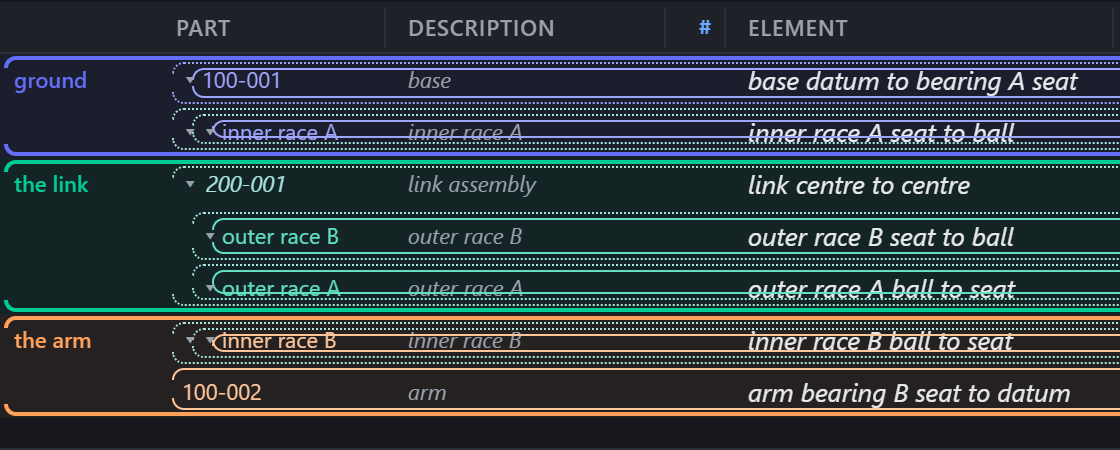 PART DESCRIPTION # ELEMENT
ground 100-001 base base datum to bearing A seat
inner race A inner race A inner race A seat to ball
the link 200-001 link assembly link centre to centre
outer race B outer race B outer race B seat to ball
outer race A outer race A outer race A ball to seat
the arm inner race B inner race B inner race B ball to seat
100-002 arm arm bearing B seat to datum